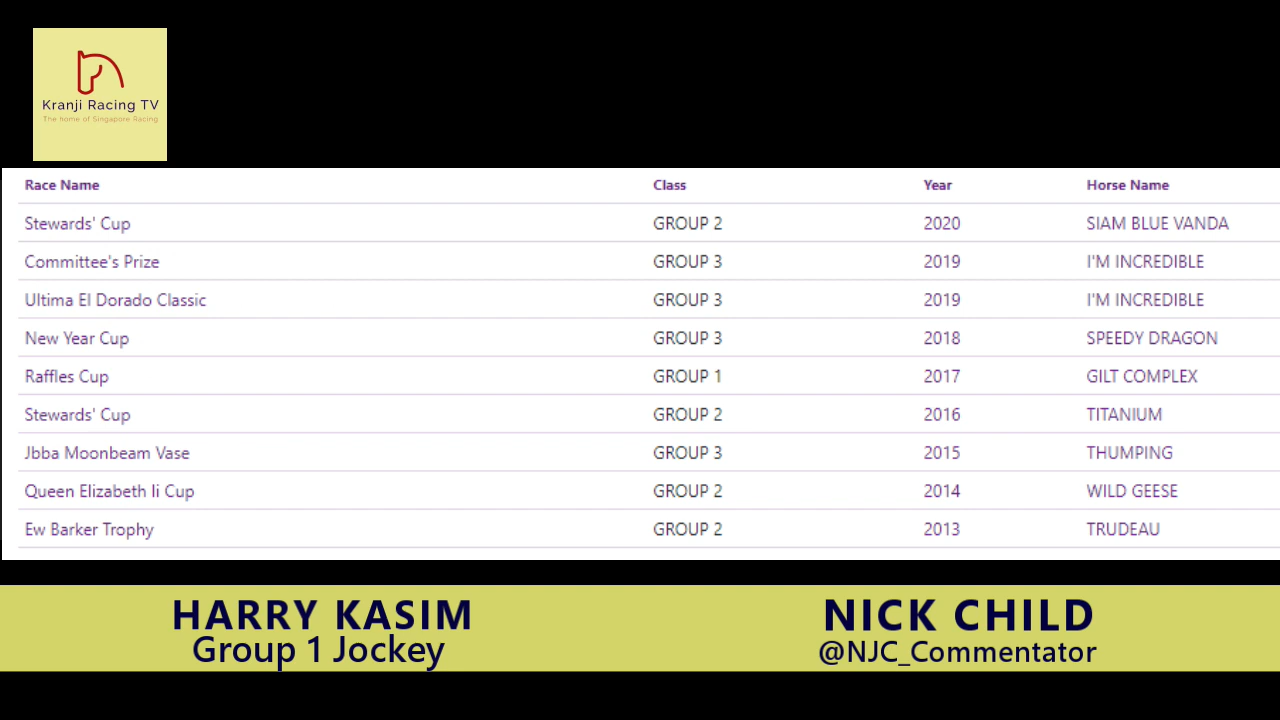 Kranji Racing TV
The home of Singapore Racing
Race Name Class Year Horse Name
Stewards' Cup GROUP 2 2020 SIAM BLUE VANDA
Committee's Prize GROUP 3 2019 I'M INCREDIBLE
Ultima El Dorado Classic GROUP 3 2019 I'M INCREDIBLE
New Year Cup GROUP 3 2018 SPEEDY DRAGON
Raffles Cup GROUP 1 2017 GILT COMPLEX
Stewards' Cup GROUP 2 2016 TITANIUM
Jbba Moonbeam Vase GROUP 3 2015 THUMPING
Queen Elizabeth Ii Cup GROUP 2 2014 WILD GEESE
Ew Barker Trophy GROUP 2 2013 TRUDEAU
HARRY KASIM NICK CHILD
Group 1 Jockey @NJC_Commentator